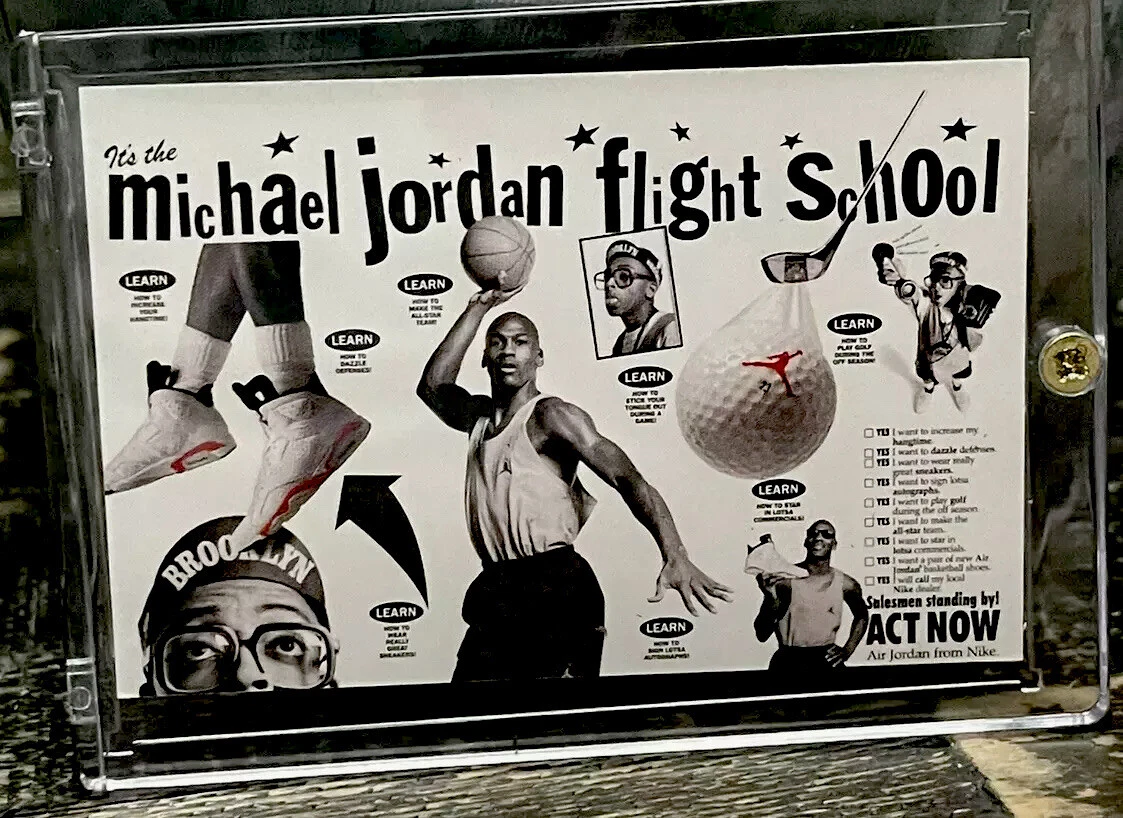 It's the
michael jordan flight School
LEARN
HOW TO
INCREASE
YOUR
HANGTIME!
LEARN
HOW TO
DAZZLE
DEFENSES!
LEARN
HOW TO
MAKE THE
ALL-STAR
TEAM!
BROOKLYN
LEARN
HOW TO
STICK YOUR
TONGUE OUT
DURING A
GAME!
LEARN
HOW TO
PLAY GOLF
DURING THE
OFF SEASON!
BROOKLYN
LEARN
HOW TO
WEAR
REALLY
GREAT
SNEAKERS!
LEARN
HOW TO
SIGN LOTSA
AUTOGRAPHS!
LEARN
HOW TO STAR
IN LOTSA
COMMERCIALS!
YES I want to increase my
hangtime.
YES I want to dazzle defenses.
YES I want to wear really
great sneakers.
YES I want to sign lotsa
autographs.
YES I want to play golf
during the off season.
YES I want to make the
all-star team.
YES I want to star in
lotsa commercials.
YES I want a pair of new Air
Jordan basketball shoes.
YES I will call my local
Nike dealer.
Salesmen standing by!
ACT NOW
Air Jordan from Nike.